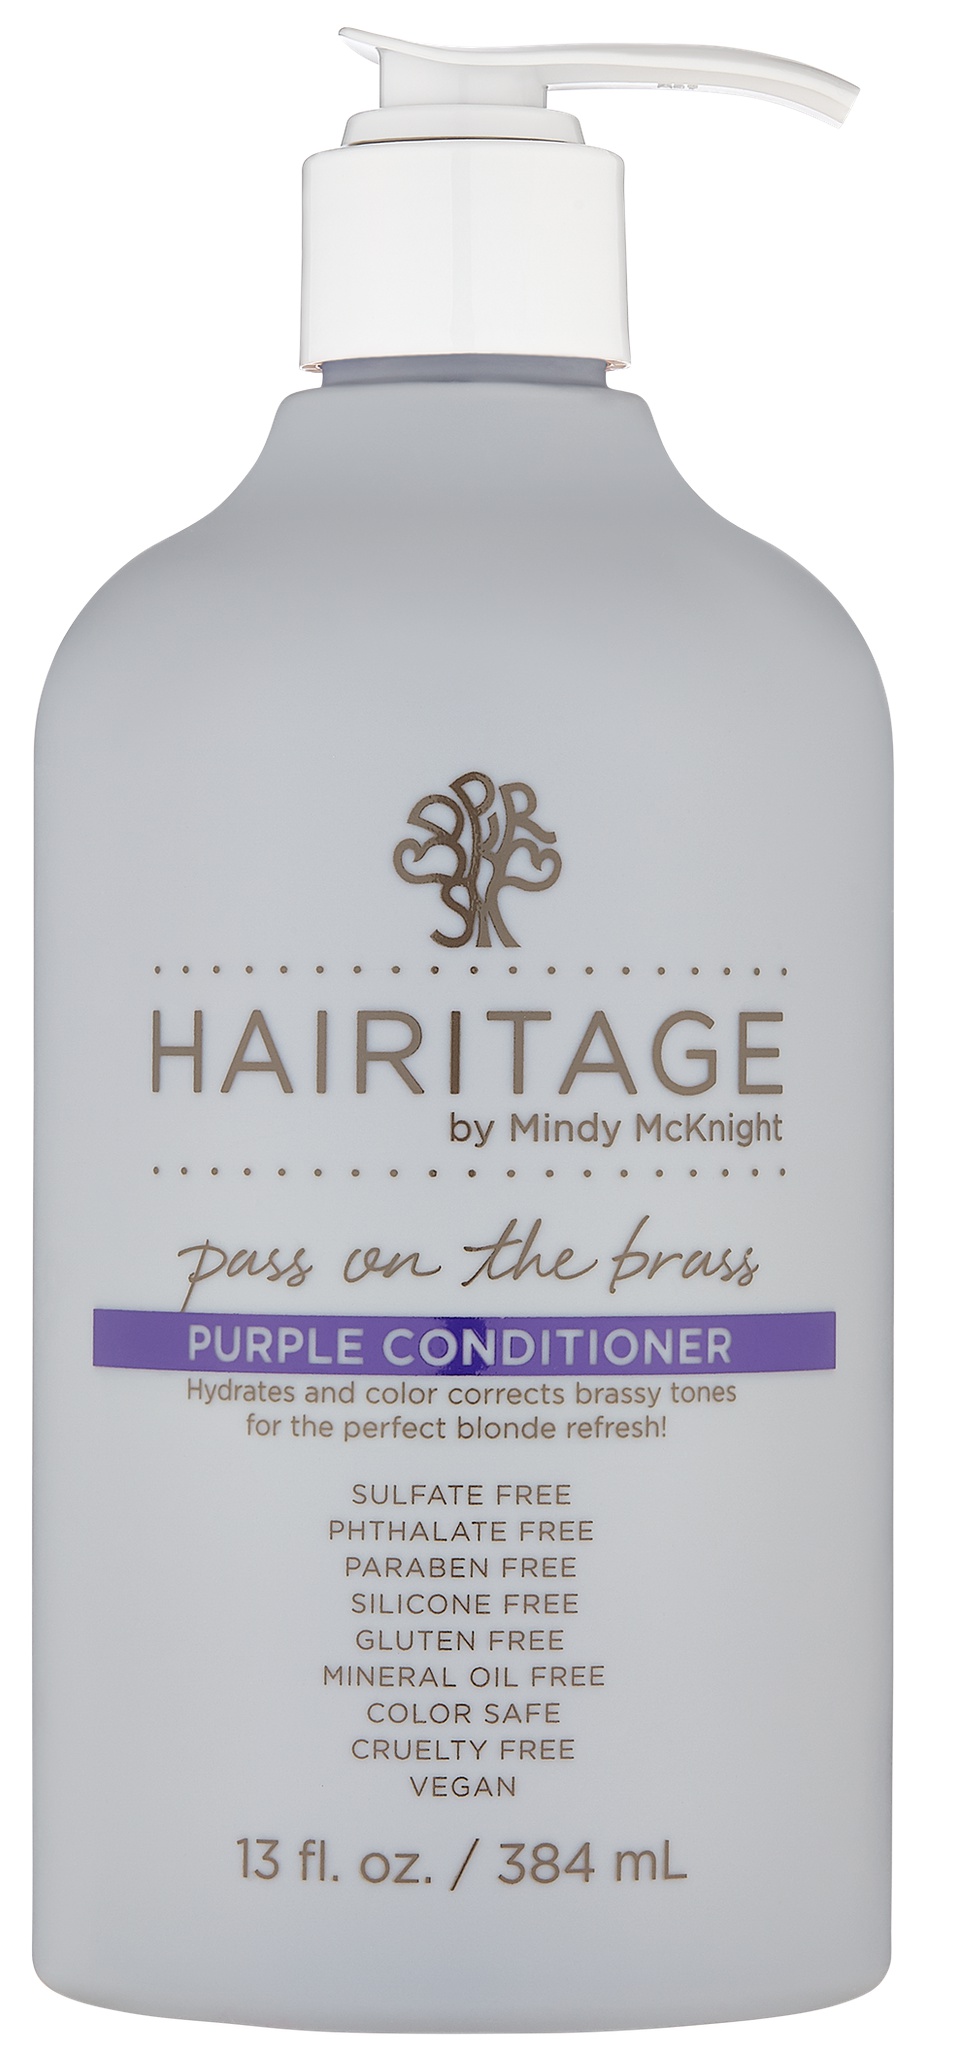 HAIRITAGE
by Mindy McKnight
pass on the brass
PURPLE CONDITIONER
Hydrates and color corrects brassy tones
for the perfect blonde refresh!
SULFATE FREE
PHTHALATE FREE
PARABEN FREE
SILICONE FREE
GLUTEN FREE
MINERAL OIL FREE
COLOR SAFE
CRUELTY FREE
VEGAN
13 fl. oz. / 384 mL